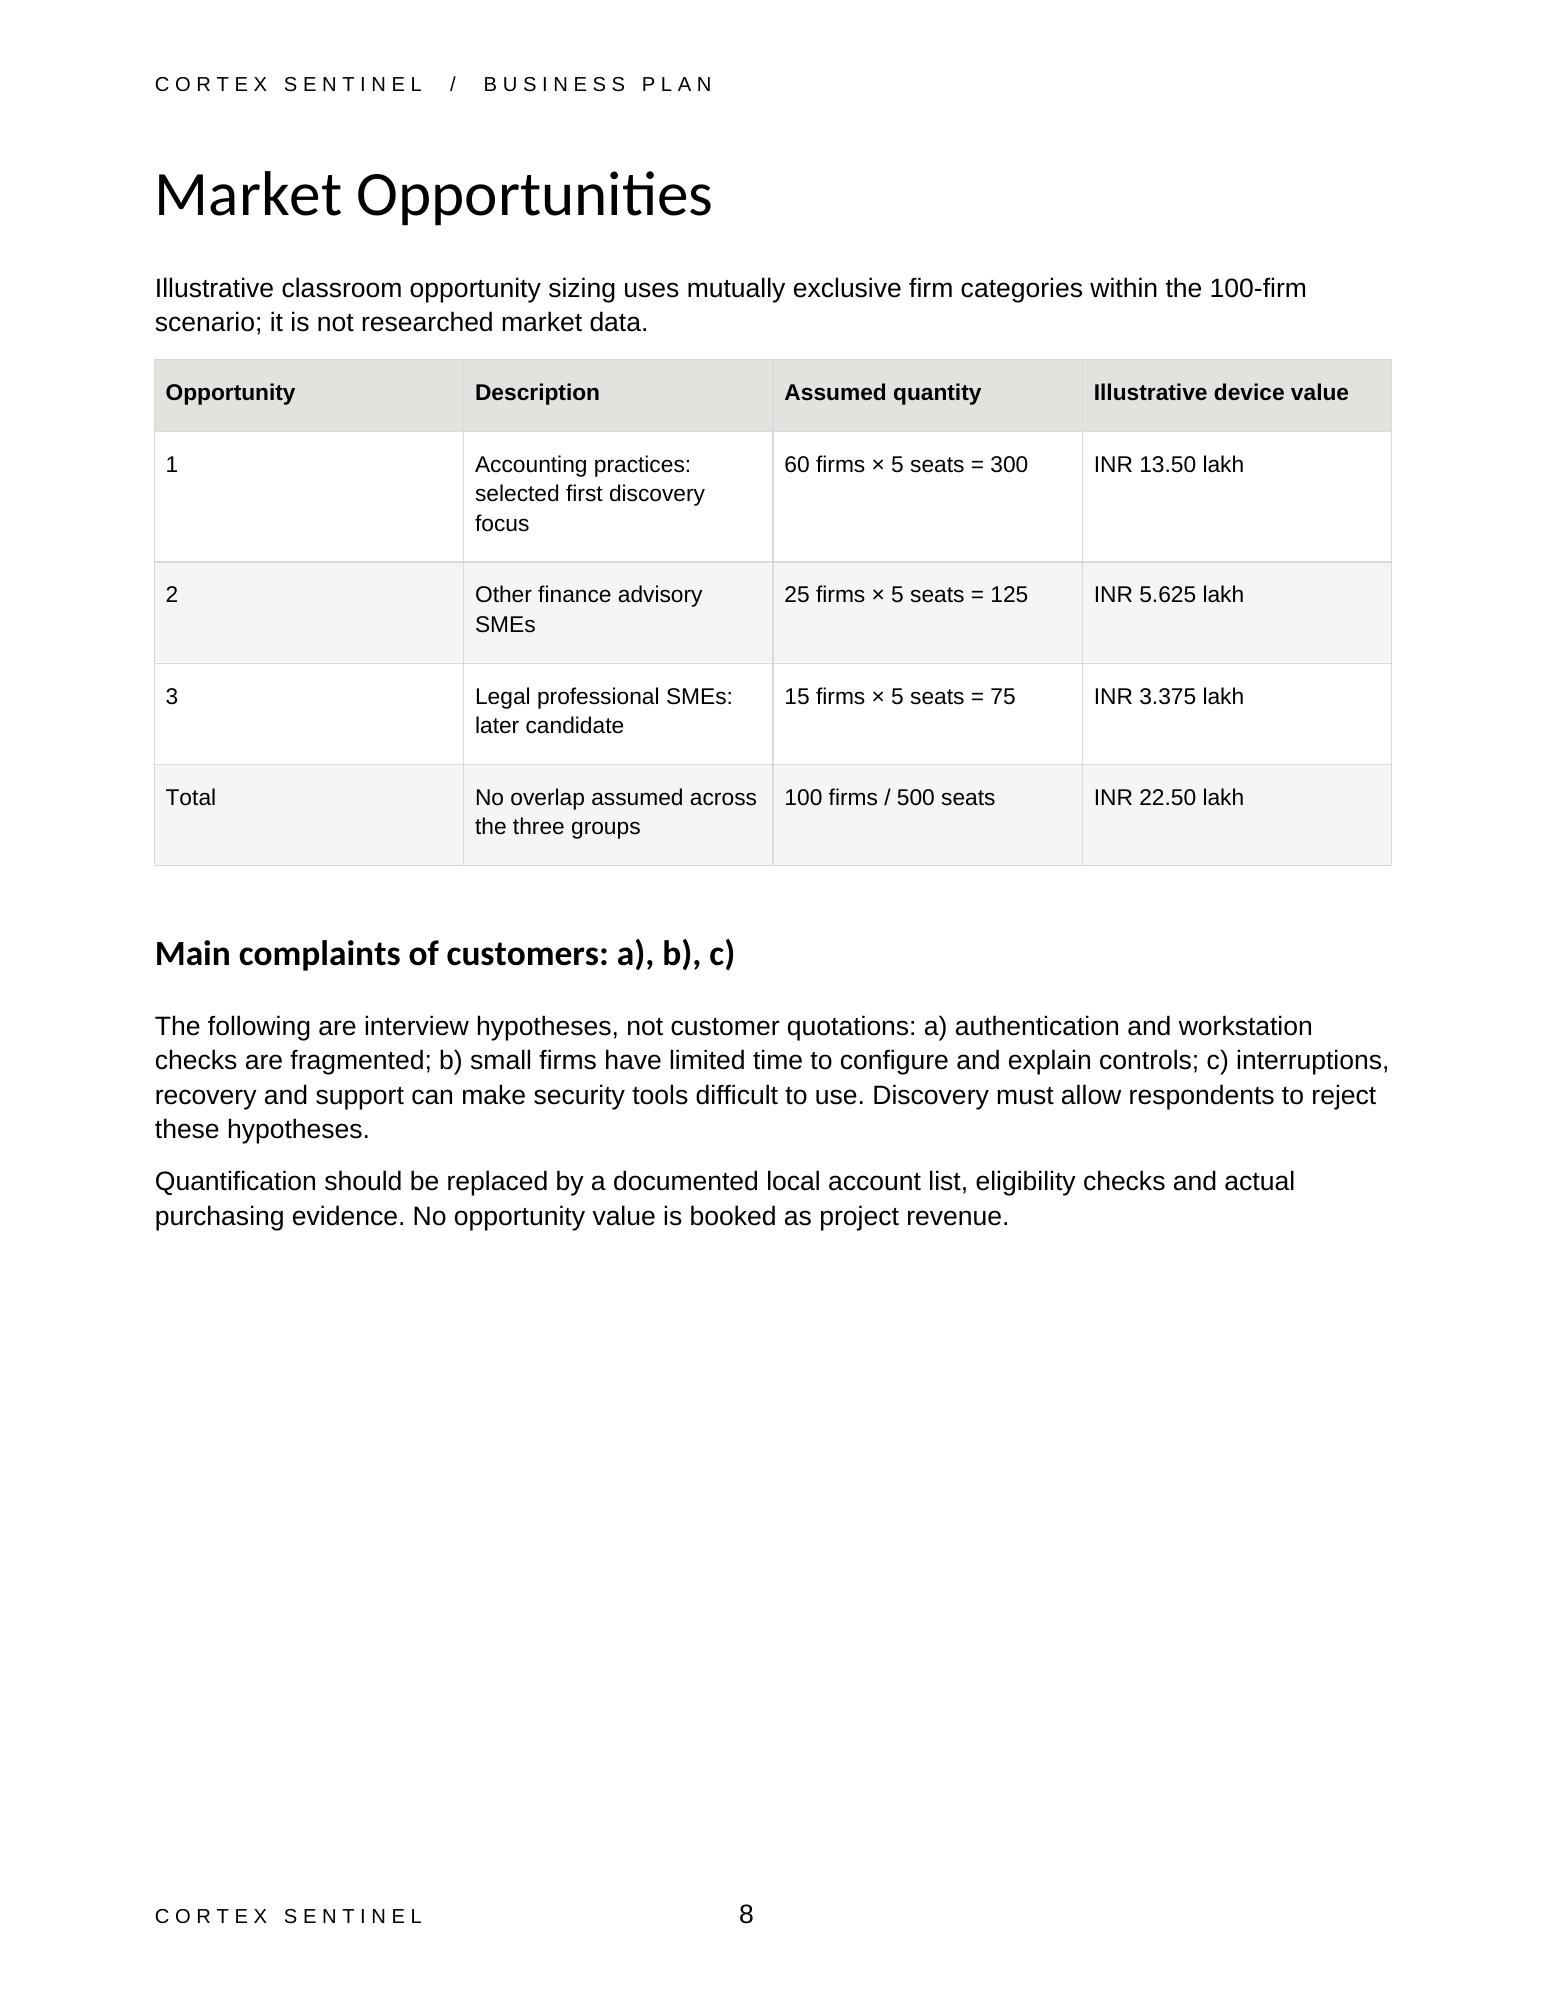 CORTEX SENTINEL / BUSINESS PLAN
Market Opportunities
Illustrative classroom opportunity sizing uses mutually exclusive firm categories within the 100-firm
scenario; it is not researched market data.
Opportunity Description Assumed quantity Illustrative device value
1 Accounting practices: 60 firms × 5 seats = 300 INR 13.50 lakh
selected first discovery
focus
2 Other finance advisory 25 firms × 5 seats = 125 INR 5.625 lakh
SMEs
3 Legal professional SMEs: 15 firms × 5 seats = 75 INR 3.375 lakh
later candidate
Total No overlap assumed across 100 firms / 500 seats INR 22.50 lakh
the three groups
Main complaints of customers: a), b), c)
The following are interview hypotheses, not customer quotations: a) authentication and workstation
checks are fragmented; b) small firms have limited time to configure and explain controls; c) interruptions,
recovery and support can make security tools difficult to use. Discovery must allow respondents to reject
these hypotheses.
Quantification should be replaced by a documented local account list, eligibility checks and actual
purchasing evidence. No opportunity value is booked as project revenue.
CORTEX SENTINEL 8